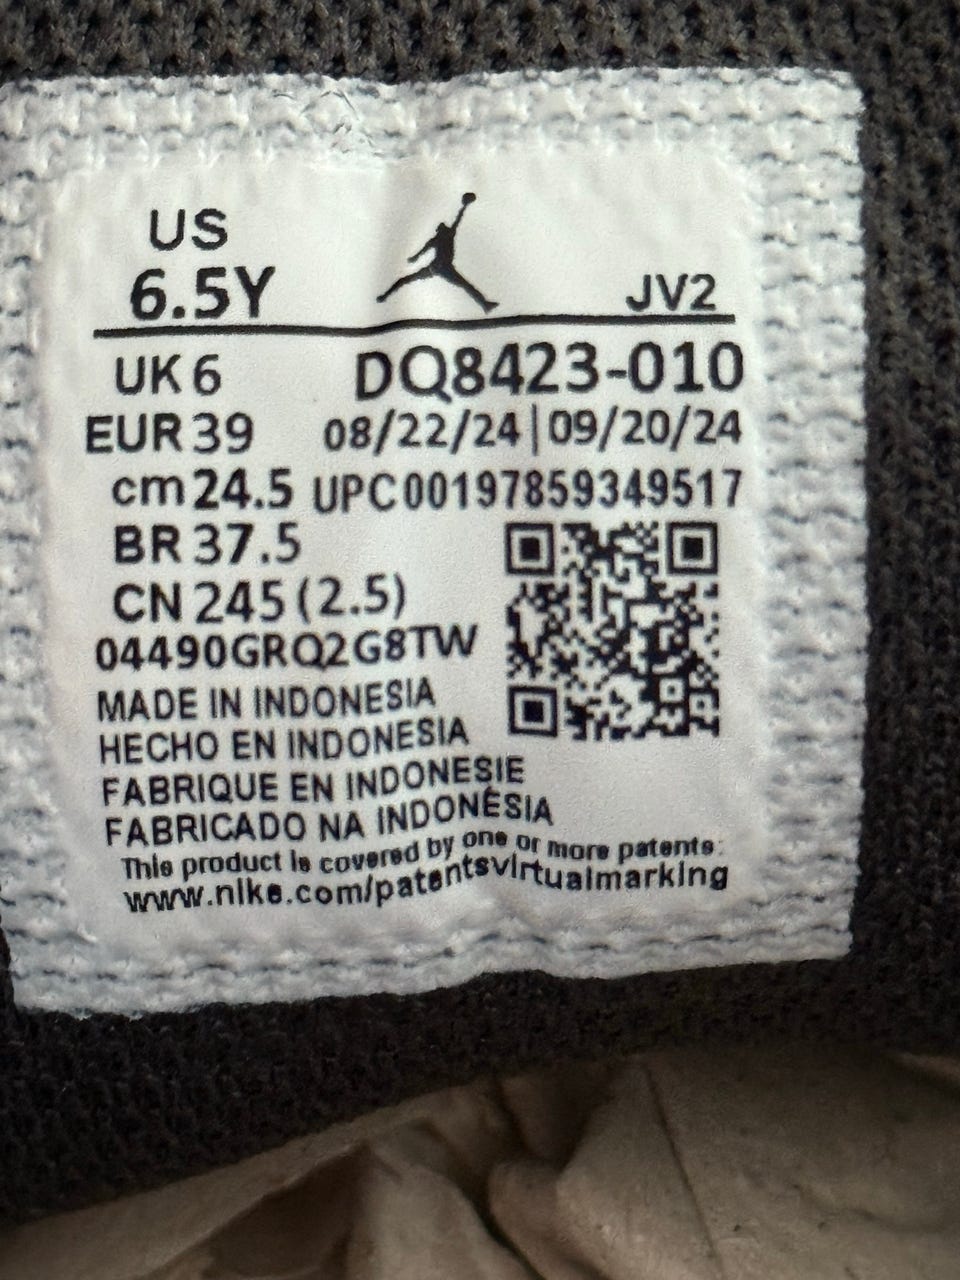 US
6.5Y
JV2
UK 6 DQ8423-010
EUR 39 08/22/24|09/20/24
cm 24.5 UPC00197859349517
BR 37.5
CN 245 (2.5)
04490GRQ2G8TW
MADE IN INDONESIA
HECHO EN INDONESIA
FABRIQUE EN INDONESIE
FABRICADO NA INDONÉSIA
This product is covered by one or more patents:
www.nike.com/patentsvirtualmarking